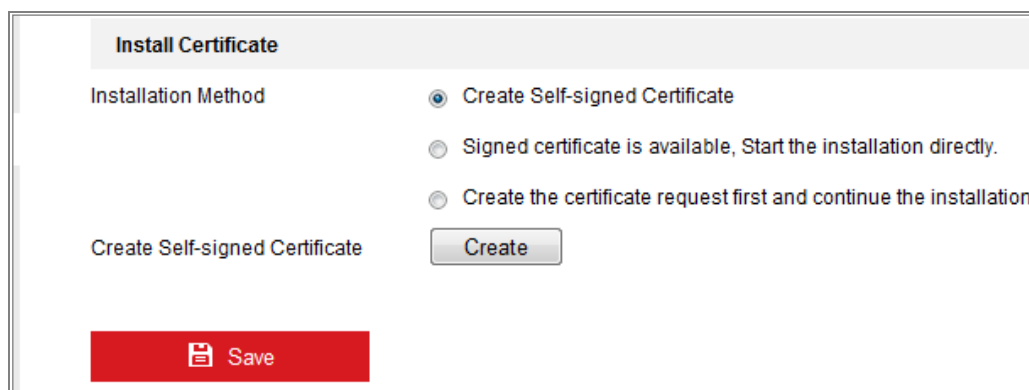 Install Certificate
Installation Method
Create Self-signed Certificate
Signed certificate is available, Start the installation directly.
Create the certificate request first and continue the installation
Create Self-signed Certificate
Create
Save